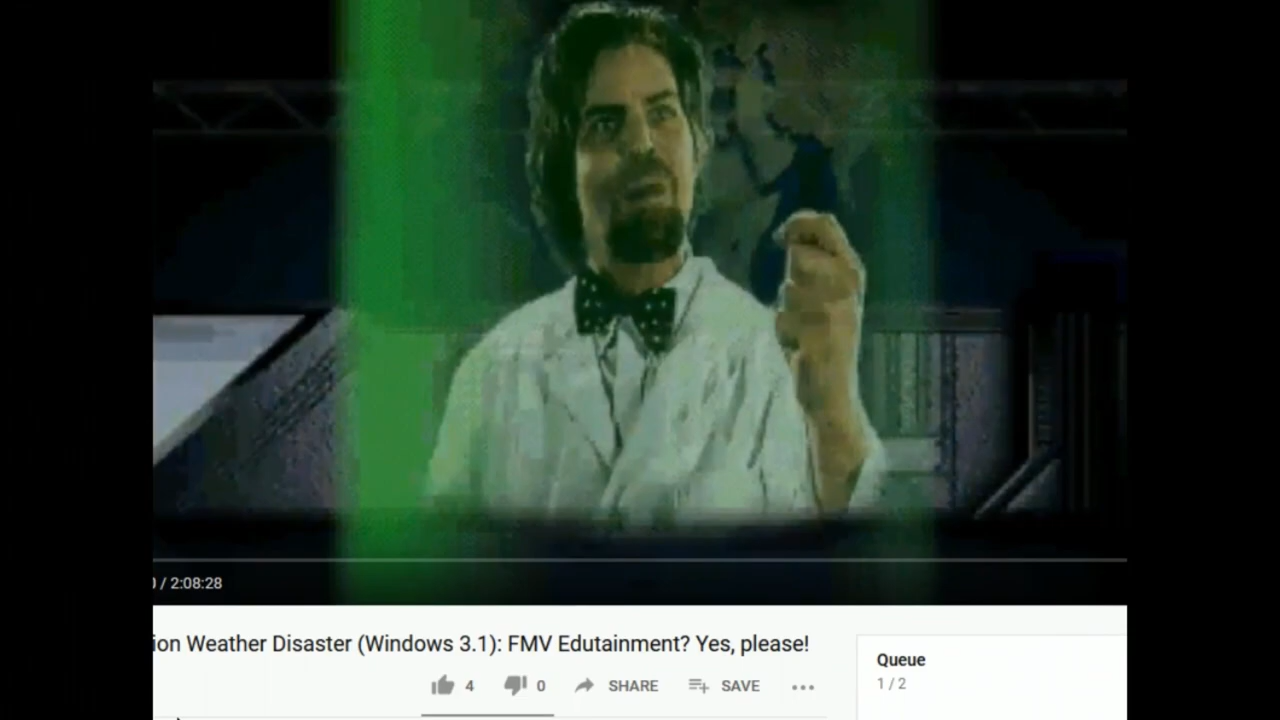 / 2:08:28
ion Weather Disaster (Windows 3.1): FMV Edutainment? Yes, please!
4 0 SHARE SAVE
Queue
1 / 2